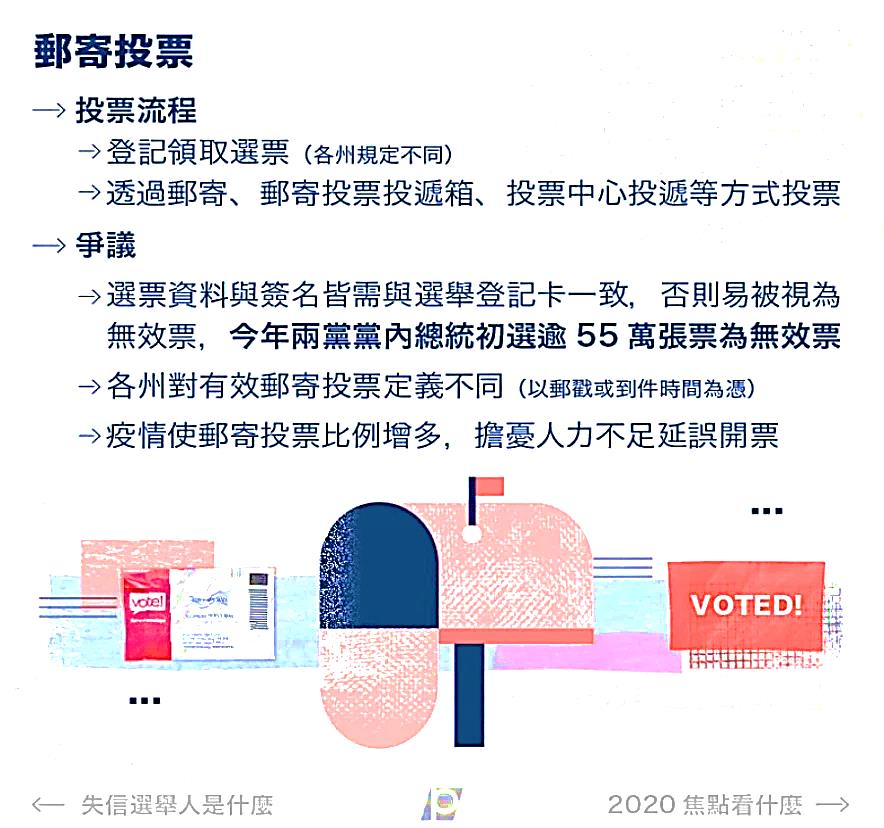 郵寄投票
→ 投票流程
→ 登記領取選票（各州規定不同）
→ 透過郵寄、郵寄投票投遞箱、投票中心投遞等方式投票
→ 爭議
→ 選票資料與簽名皆需與選舉登記卡一致，否則易被視為
無效票，今年兩黨黨內總統初選逾 55 萬張票為無效票
→ 各州對有效郵寄投票定義不同（以郵戳或到件時間為憑）
→ 疫情使郵寄投票比例增多，擔憂人力不足延誤開票
...
vote!
VOTED!
...
← 失信選舉人是什麼
2020 焦點看什麼 →